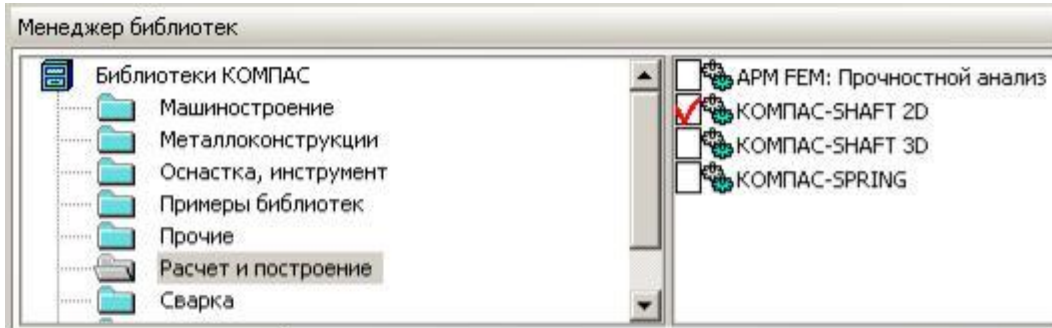 Менеджер библиотек
Библиотеки КОМПАС
Машиностроение
Металлоконструкции
Оснастка, инструмент
Примеры библиотек
Прочие
Расчет и построение
Сварка
APM FEM: Прочностной анализ
КОМПАС-SHAFT 2D
КОМПАС-SHAFT 3D
КОМПАС-SPRING